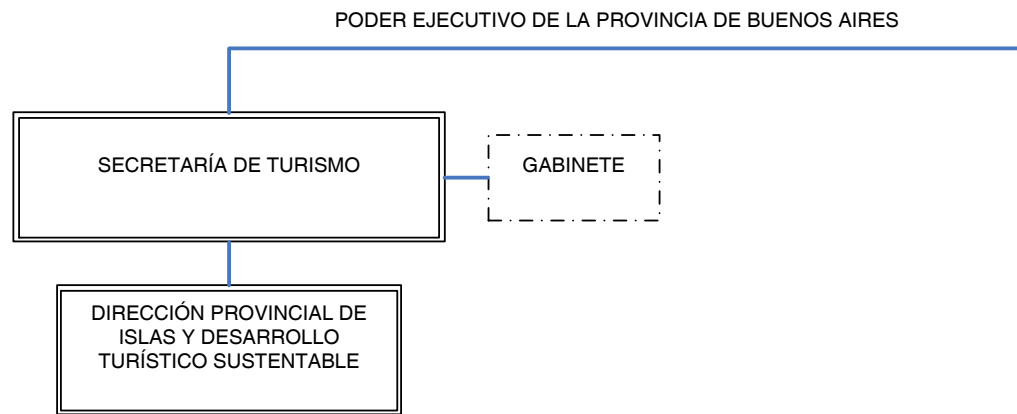 PODER EJECUTIVO DE LA PROVINCIA DE BUENOS AIRES
SECRETARÍA DE TURISMO
GABINETE
DIRECCIÓN PROVINCIAL DE
ISLAS Y DESARROLLO
TURÍSTICO SUSTENTABLE